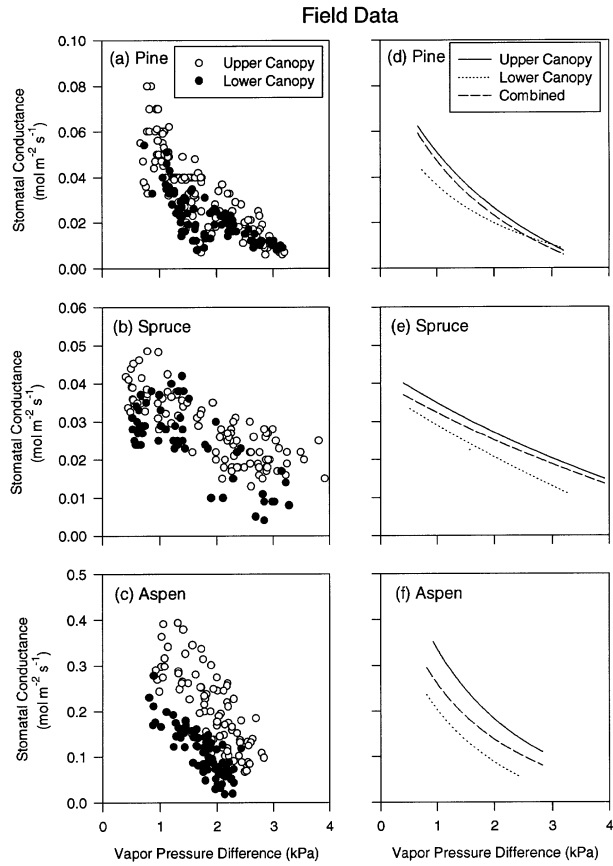 Field Data
(a) Pine
Upper Canopy
Lower Canopy
Stomatal Conductance
(mol m⁻² s⁻¹)
0.10
0.08
0.06
0.04
0.02
0.00
(d) Pine
Upper Canopy
Lower Canopy
Combined
(b) Spruce
Stomatal Conductance
(mol m⁻² s⁻¹)
0.06
0.05
0.04
0.03
0.02
0.01
0.00
(e) Spruce
(c) Aspen
Stomatal Conductance
(mol m⁻² s⁻¹)
0.5
0.4
0.3
0.2
0.1
0.0
0 1 2 3 4
Vapor Pressure Difference (kPa)
(f) Aspen
0 1 2 3 4
Vapor Pressure Difference (kPa)